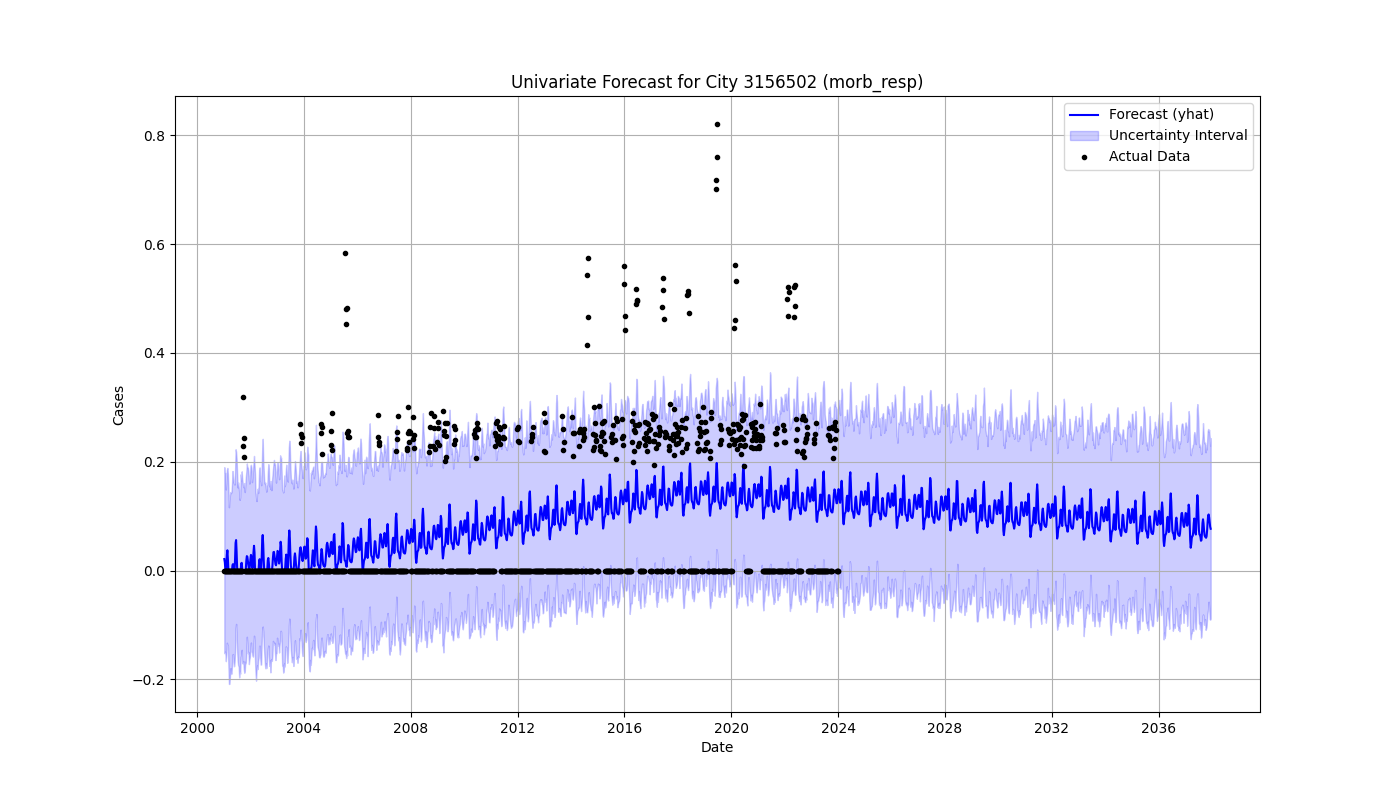 Univariate Forecast for City 3156502 (morb_resp)
Forecast (yhat)
Uncertainty Interval
Actual Data
Cases
0.8
0.6
0.4
0.2
0.0
−0.2
2000 2004 2008 2012 2016 2020 2024 2028 2032 2036
Date